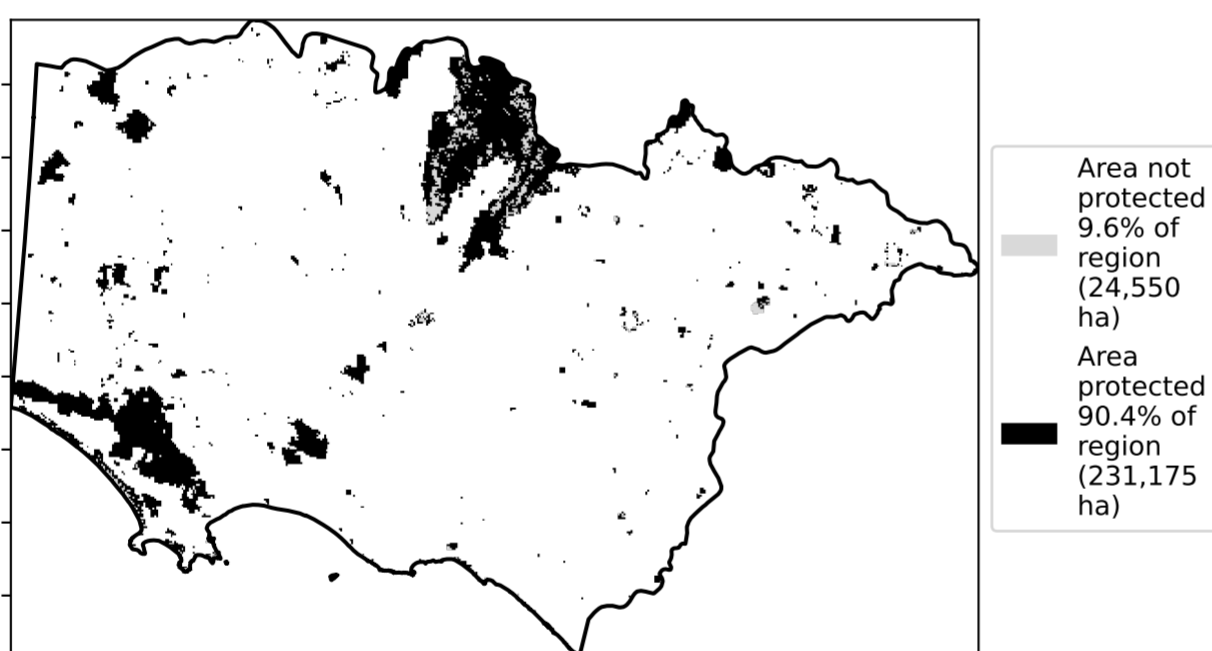 Area not
protected
9.6% of
region
(24,550
ha)
Area
protected
90.4% of
region
(231,175
ha)